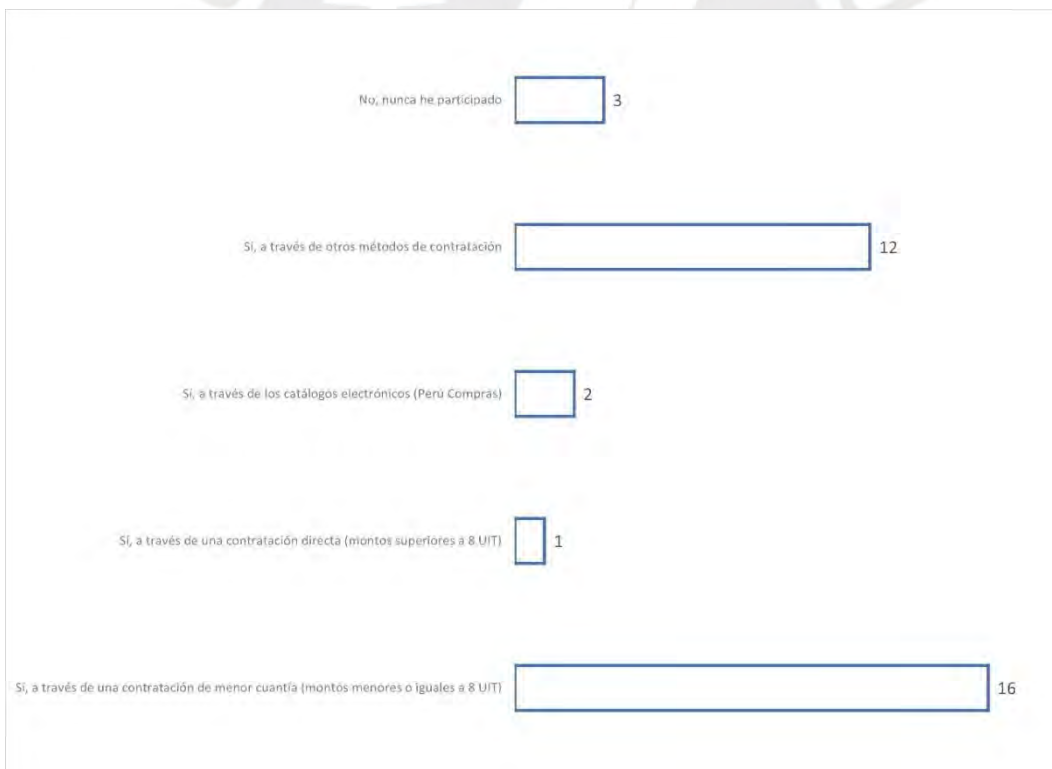 No, nunca he participado
3
Sí, a través de otros métodos de contratación
12
Sí, a través de los catálogos electrónicos (Perú Compras)
2
Sí, a través de una contratación directa (montos superiores a 8 UIT)
1
Sí, a través de una contratación de menor cuantía (montos menores o iguales a 8 UIT)
16